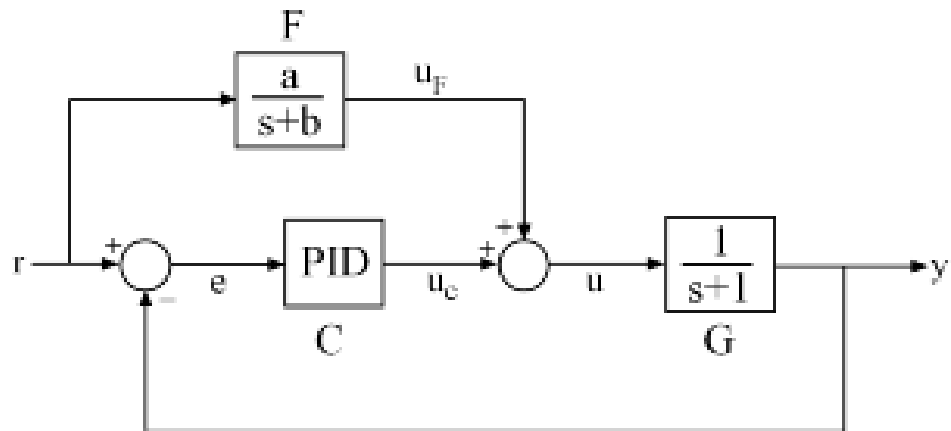 F
a
s+b
u_F
+
+
r
+
e
PID
u_c
+
u
1
s+1
y
−
C
G